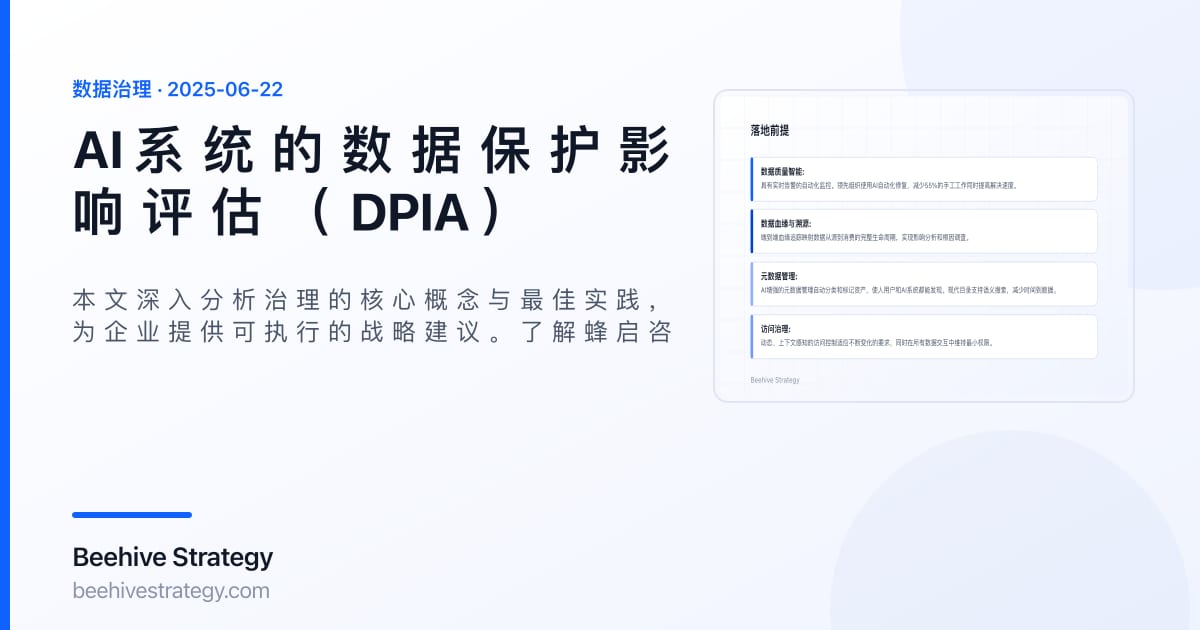 数据治理 · 2025-06-22
AI系统的数据保护影
响评估（DPIA）
本文深入分析治理的核心概念与最佳实践，
为企业提供可执行的战略建议。了解蜂启咨
Beehive Strategy
beehivestrategy.com
落地前提
数据质量智能:
具有实时告警的自动化监控。领先组织使用AI自动化修复，减少55%的手工工作同时提高解决速度。
数据血缘与溯源:
端到端血缘追踪映射数据从源到消费的完整生命周期，实现影响分析和根因调查。
元数据管理:
AI增强的元数据管理自动分类和标记资产，使人用户和AI系统都能发现。现代目录支持语义搜索，减少时间到数据。
访问治理:
动态、上下文感知的访问控制适应不断变化的要求，同时在所有数据交互中维持最小权限。
Beehive Strategy